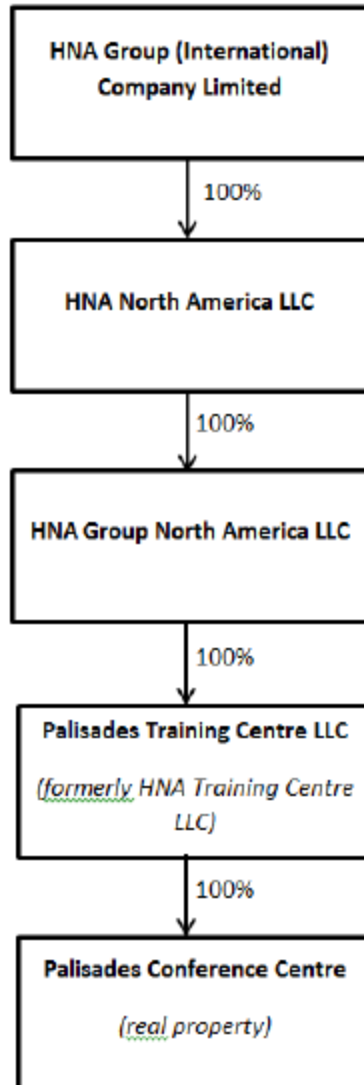 HNA Group (International)
Company Limited
100%
HNA North America LLC
100%
HNA Group North America LLC
100%
Palisades Training Centre LLC
(formerly HNA Training Centre
LLC)
100%
Palisades Conference Centre
(real property)